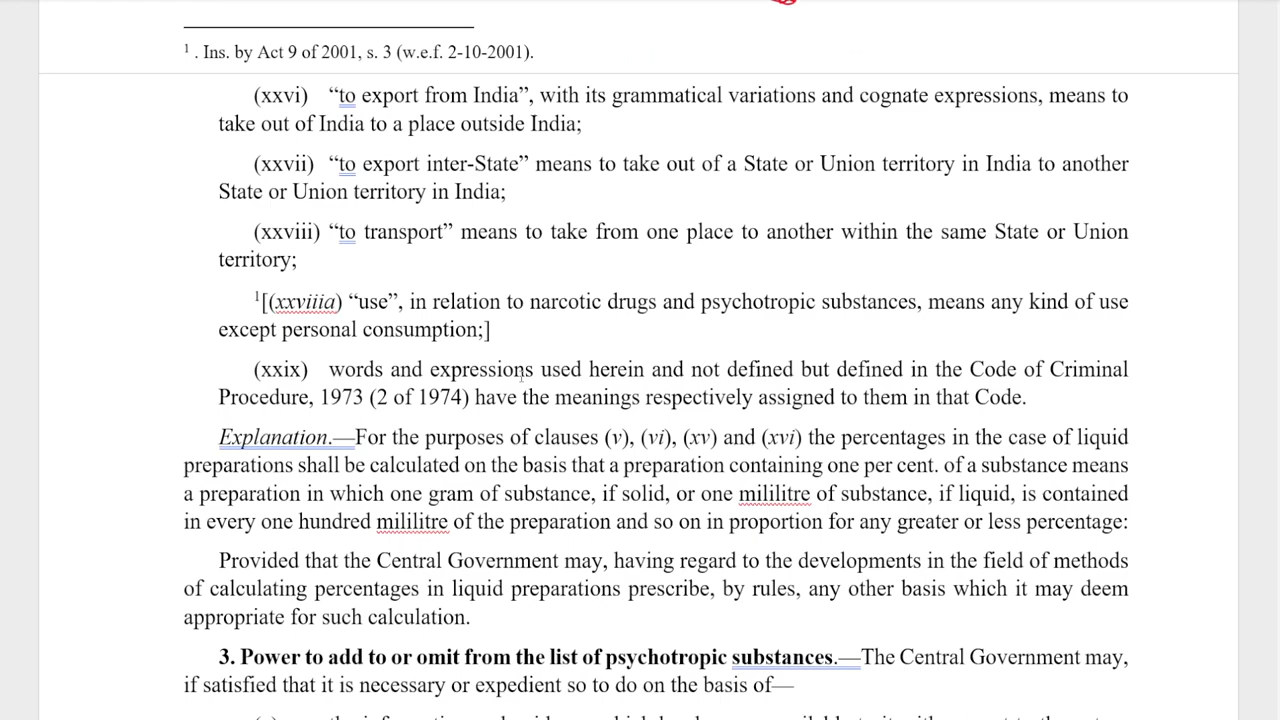 1 . Ins. by Act 9 of 2001, s. 3 (w.e.f. 2-10-2001).
(xxvi) “to export from India”, with its grammatical variations and cognate expressions, means to
take out of India to a place outside India;
(xxvii) “to export inter-State” means to take out of a State or Union territory in India to another
State or Union territory in India;
(xxviii) “to transport” means to take from one place to another within the same State or Union
territory;
1[(xxviiia) “use”, in relation to narcotic drugs and psychotropic substances, means any kind of use
except personal consumption;]
(xxix) words and expressions used herein and not defined but defined in the Code of Criminal
Procedure, 1973 (2 of 1974) have the meanings respectively assigned to them in that Code.
Explanation.—For the purposes of clauses (v), (vi), (xv) and (xvi) the percentages in the case of liquid
preparations shall be calculated on the basis that a preparation containing one per cent. of a substance means
a preparation in which one gram of substance, if solid, or one mililitre of substance, if liquid, is contained
in every one hundred mililitre of the preparation and so on in proportion for any greater or less percentage:
Provided that the Central Government may, having regard to the developments in the field of methods
of calculating percentages in liquid preparations prescribe, by rules, any other basis which it may deem
appropriate for such calculation.
3. Power to add to or omit from the list of psychotropic substances.—The Central Government may,
if satisfied that it is necessary or expedient so to do on the basis of—